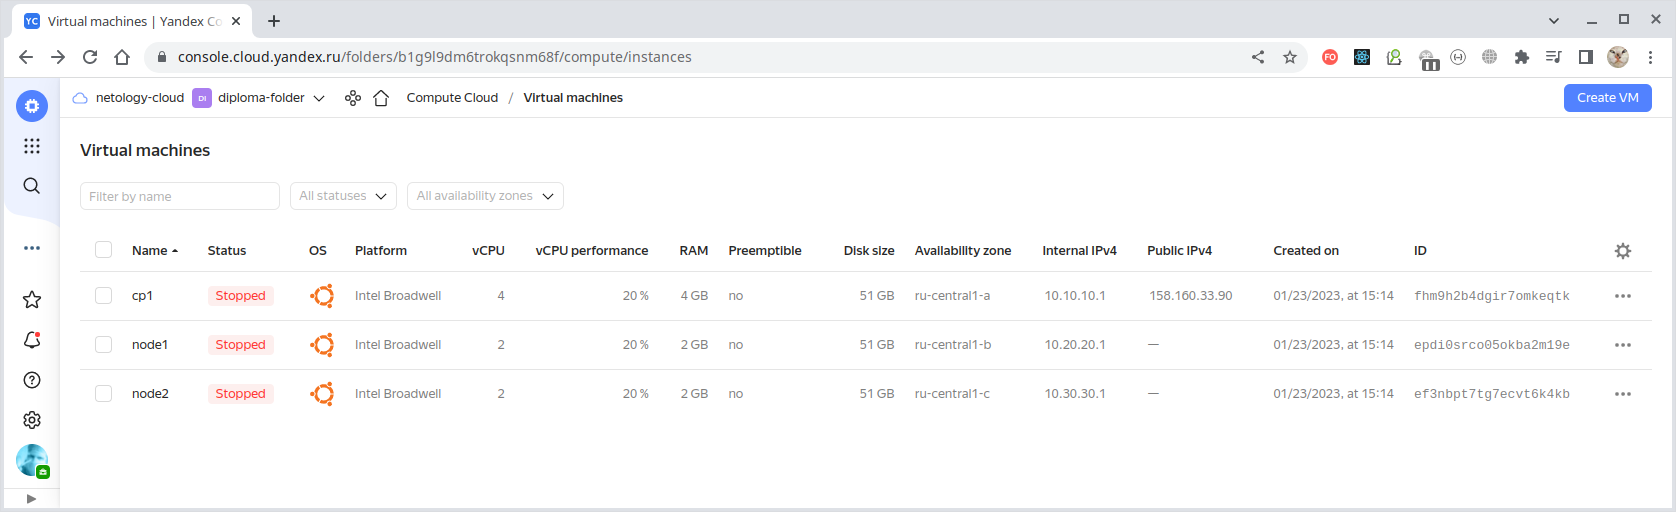 YC Virtual machines | Yandex Co
console.cloud.yandex.ru/folders/b1g9l9dm6trokqsnm68f/compute/instances
FO
netology-cloud DI diploma-folder Compute Cloud / Virtual machines Create VM
Virtual machines
Filter by name All statuses All availability zones
Name Status OS Platform vCPU vCPU performance RAM Preemptible Disk size Availability zone Internal IPv4 Public IPv4 Created on ID
cp1 Stopped Intel Broadwell 4 20 % 4 GB no 51 GB ru-central1-a 10.10.10.1 158.160.33.90 01/23/2023, at 15:14 fhm9h2b4dgir7omkeqtk
node1 Stopped Intel Broadwell 2 20 % 2 GB no 51 GB ru-central1-b 10.20.20.1 — 01/23/2023, at 15:14 epdi0srco05okba2m19e
node2 Stopped Intel Broadwell 2 20 % 2 GB no 51 GB ru-central1-c 10.30.30.1 — 01/23/2023, at 15:14 ef3nbpt7tg7ecvt6k4kb